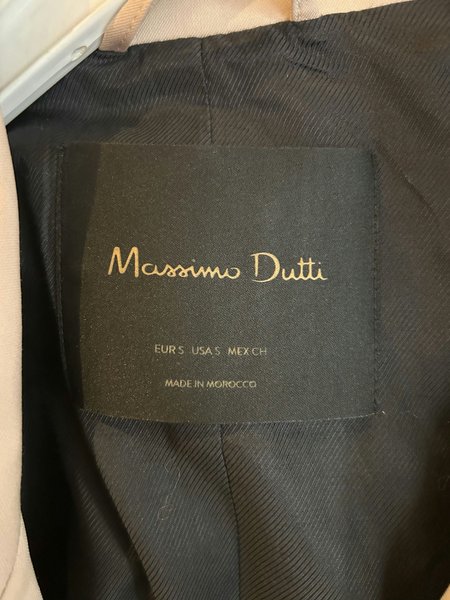 Massimo Dutti
EUR S USA S MEX CH
MADE IN MOROCCO